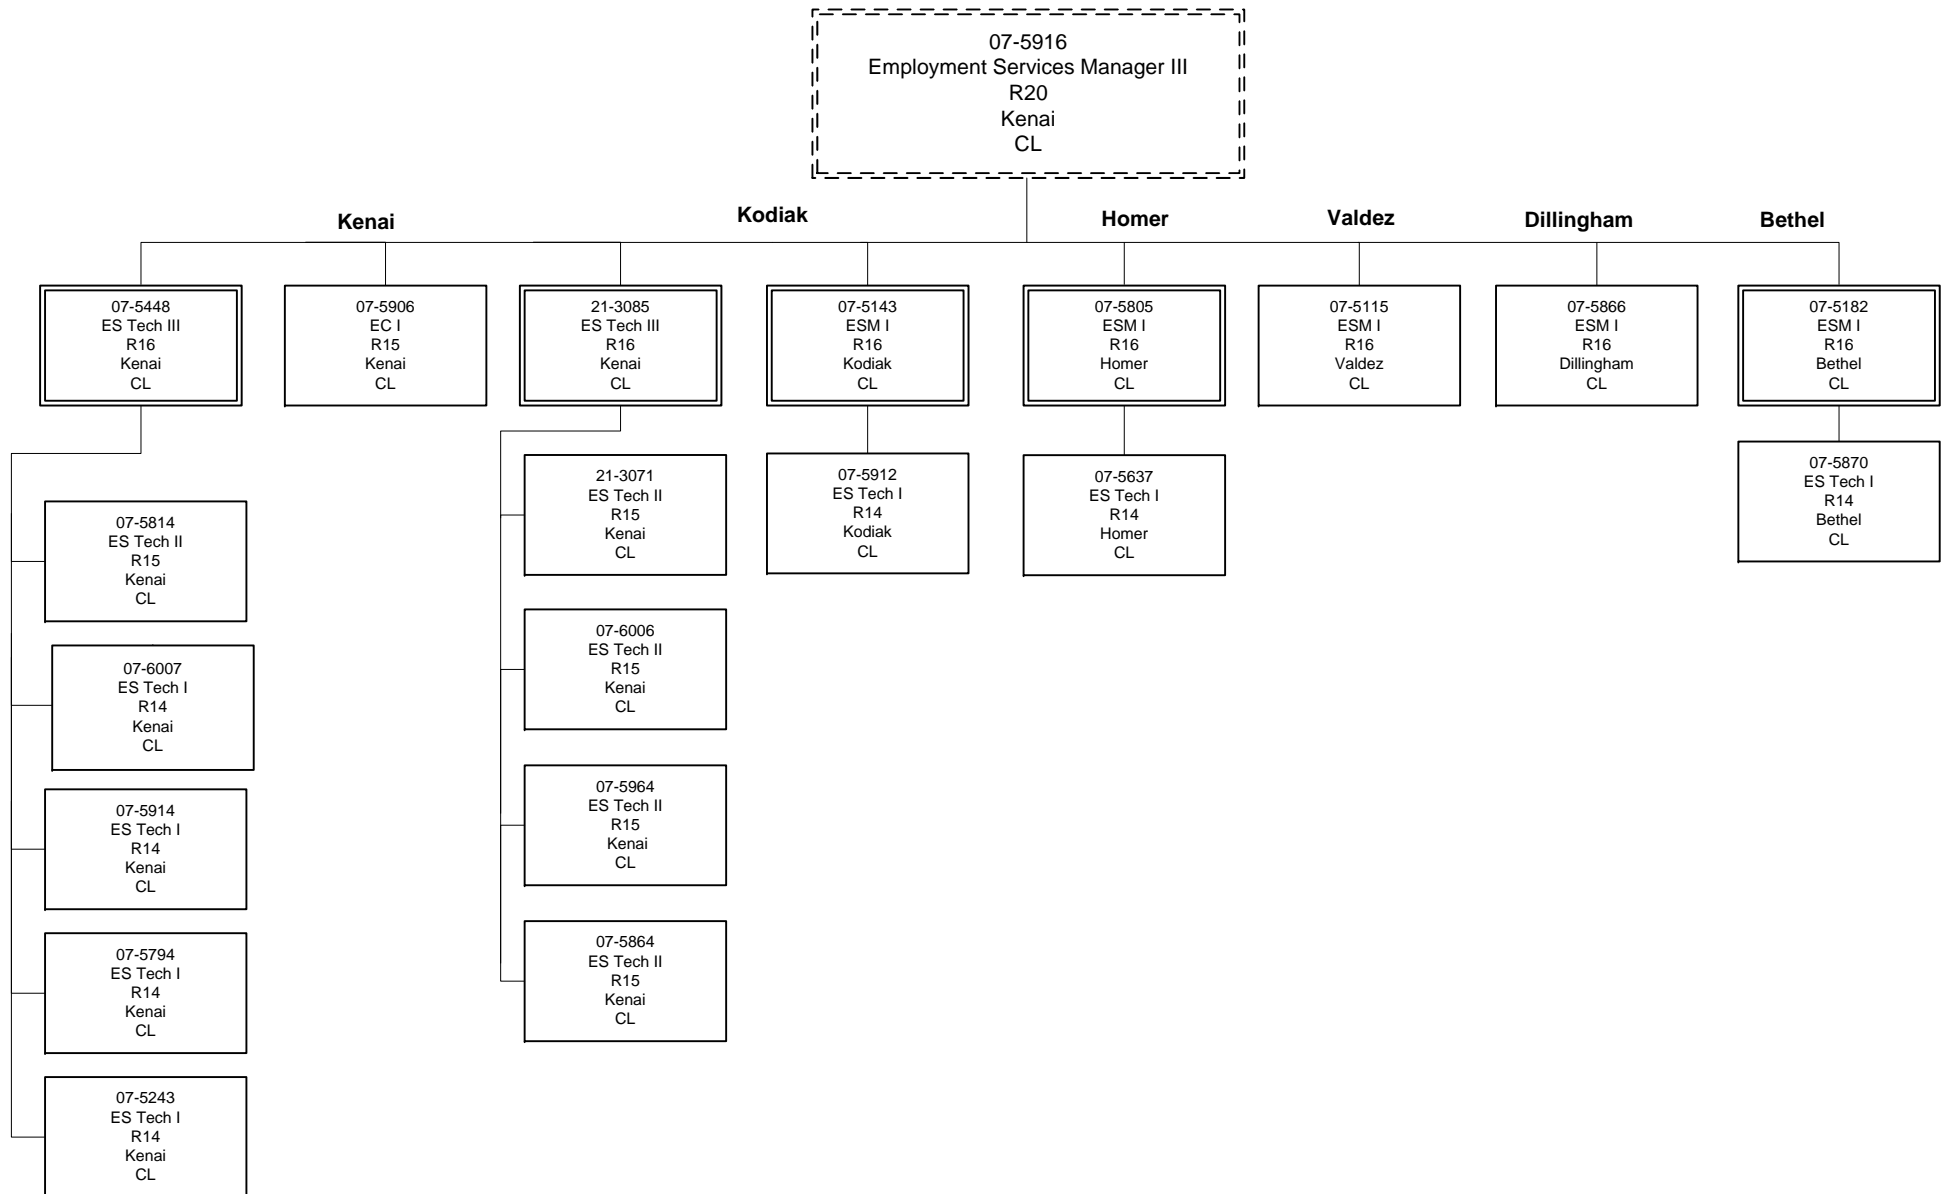 07-5916
Employment Services Manager III
R20
Kenai
CL
Kenai
Kodiak
Homer
Valdez
Dillingham
Bethel
07-5448
ES Tech III
R16
Kenai
CL
07-5906
EC I
R15
Kenai
CL
21-3085
ES Tech III
R16
Kenai
CL
07-5143
ESM I
R16
Kodiak
CL
07-5805
ESM I
R16
Homer
CL
07-5115
ESM I
R16
Valdez
CL
07-5866
ESM I
R16
Dillingham
CL
07-5182
ESM I
R16
Bethel
CL
07-5814
ES Tech II
R15
Kenai
CL
07-6007
ES Tech I
R14
Kenai
CL
07-5914
ES Tech I
R14
Kenai
CL
07-5794
ES Tech I
R14
Kenai
CL
07-5243
ES Tech I
R14
Kenai
CL
21-3071
ES Tech II
R15
Kenai
CL
07-6006
ES Tech II
R15
Kenai
CL
07-5964
ES Tech II
R15
Kenai
CL
07-5864
ES Tech II
R15
Kenai
CL
07-5912
ES Tech I
R14
Kodiak
CL
07-5637
ES Tech I
R14
Homer
CL
07-5870
ES Tech I
R14
Bethel
CL